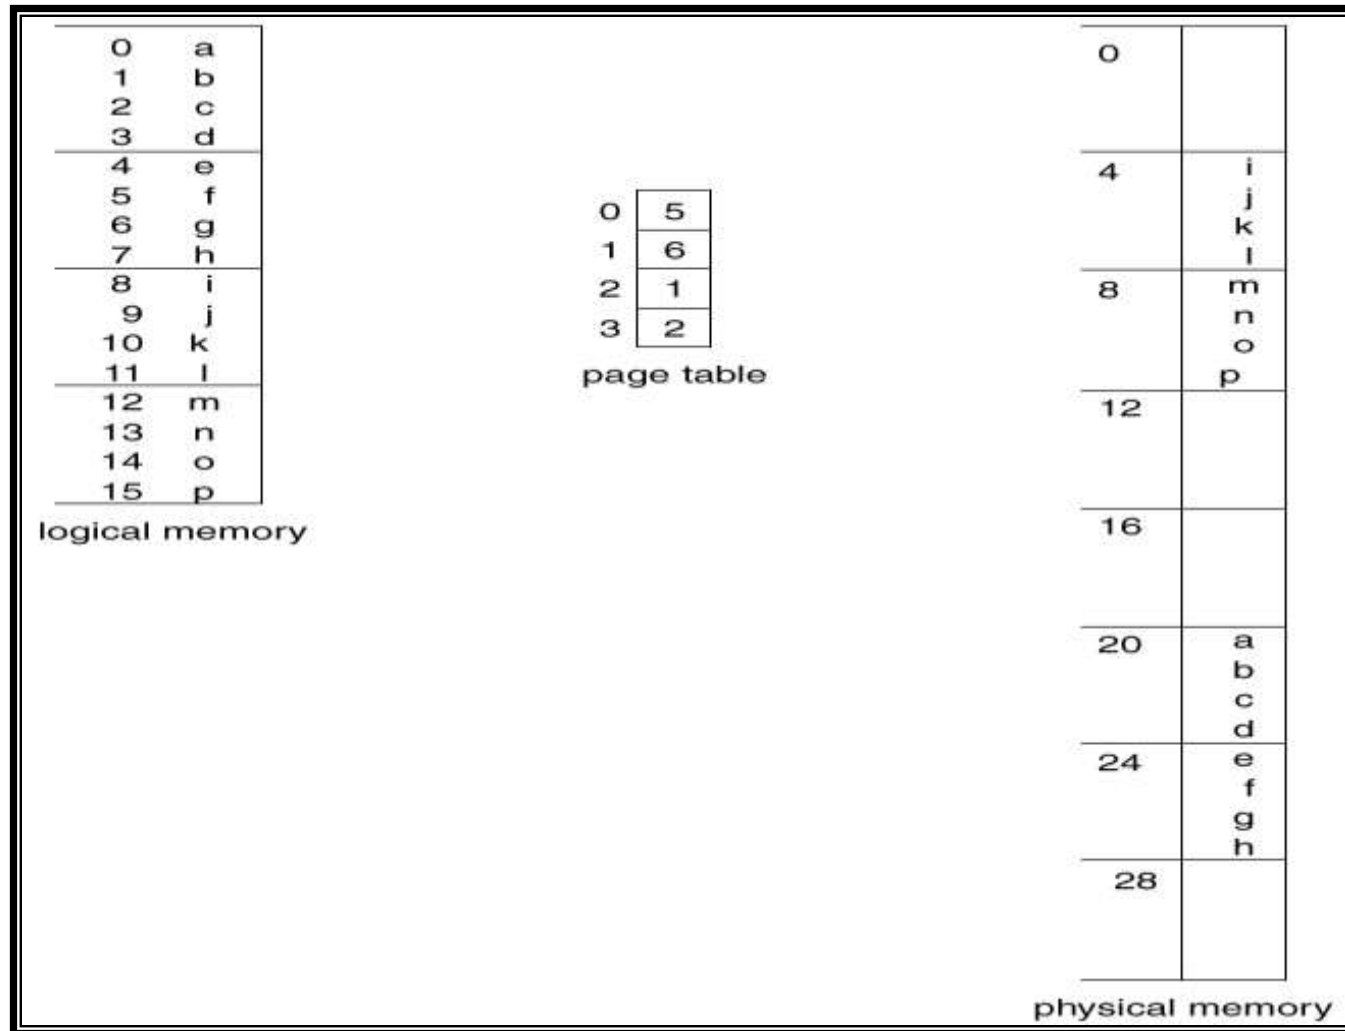 0 a
1 b
2 c
3 d
4 e
5 f
6 g
7 h
8 i
9 j
10 k
11 l
12 m
13 n
14 o
15 p
logical memory
0 5
1 6
2 1
3 2
page table
0
4 i
j
k
l
8 m
n
o
p
12
16
20 a
b
c
d
24 e
f
g
h
28
physical memory